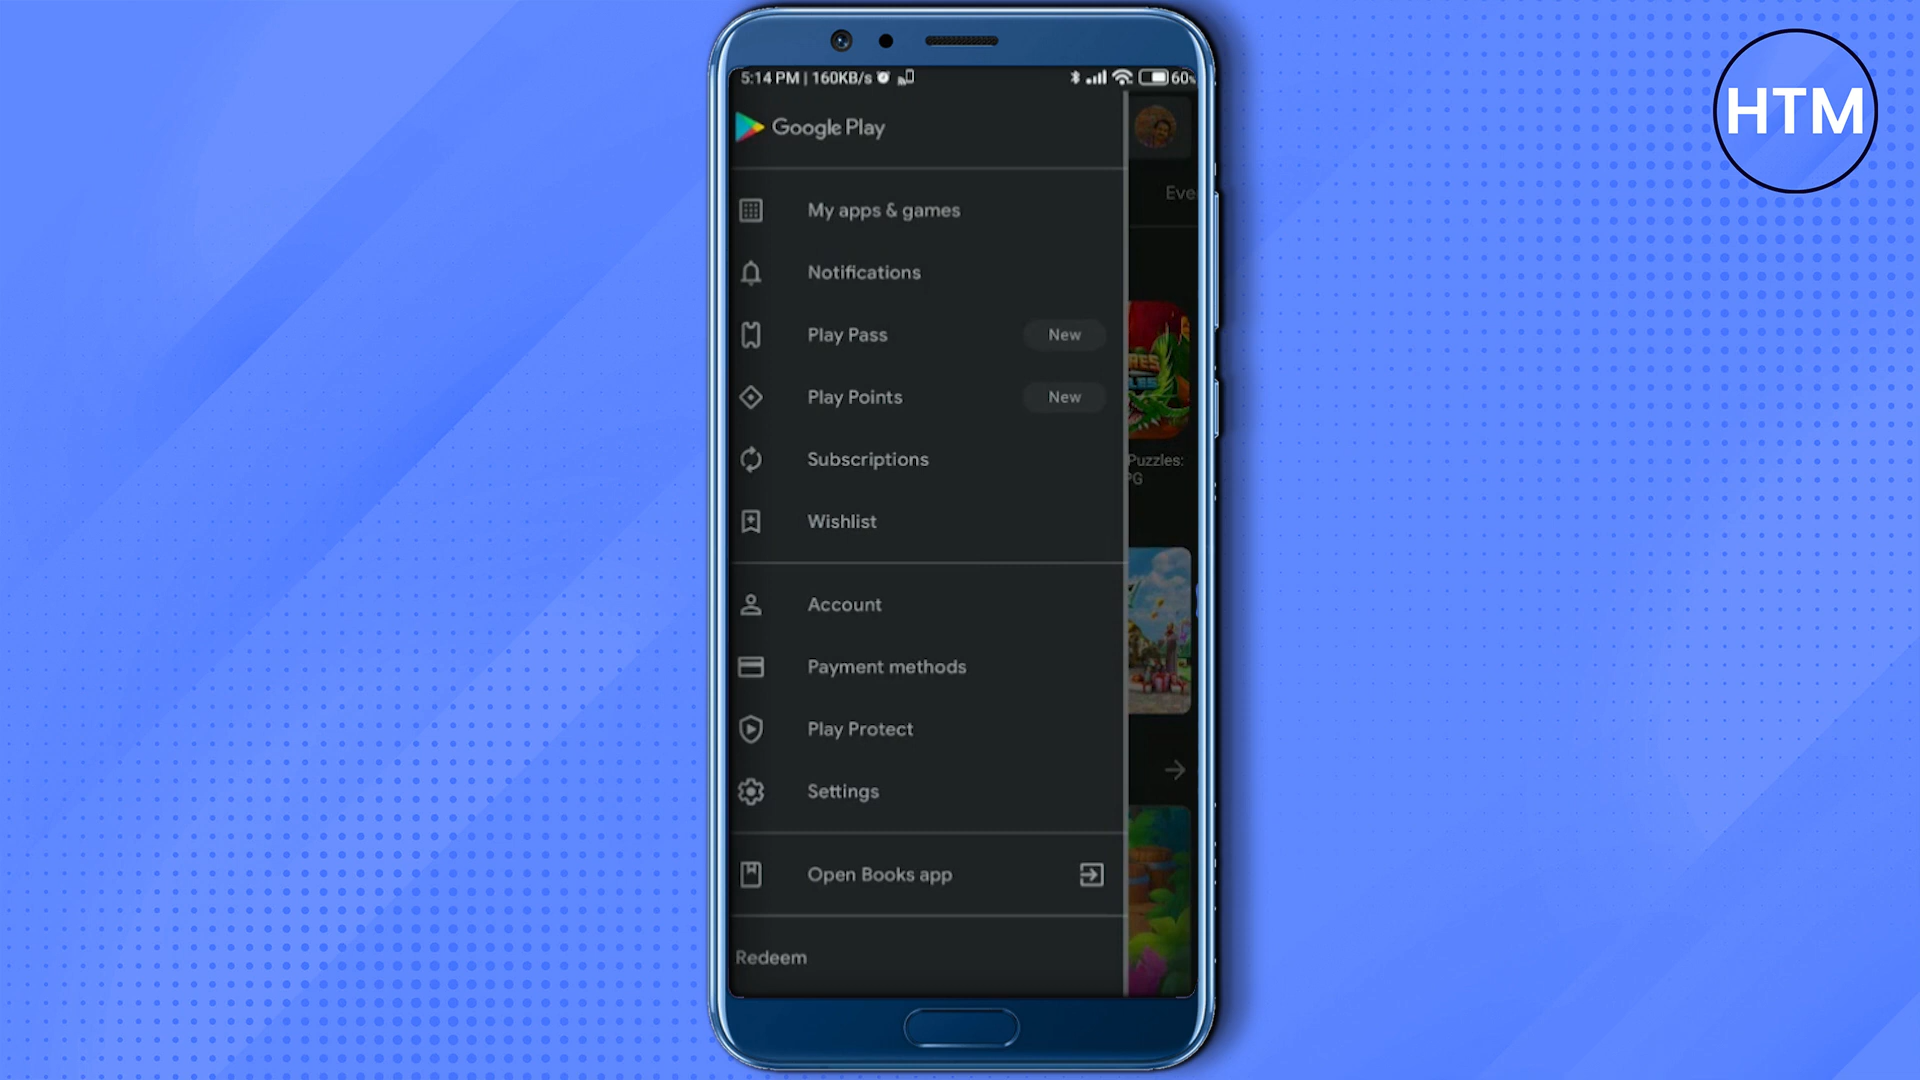 HTM
5:14 PM | 160KB/s
60
Google Play
Eve
My apps & games
Notifications
Play Pass New
Play Points New
Subscriptions
Puzzles:
PG
Wishlist
Account
Payment methods
Play Protect
Settings
Open Books app
Redeem